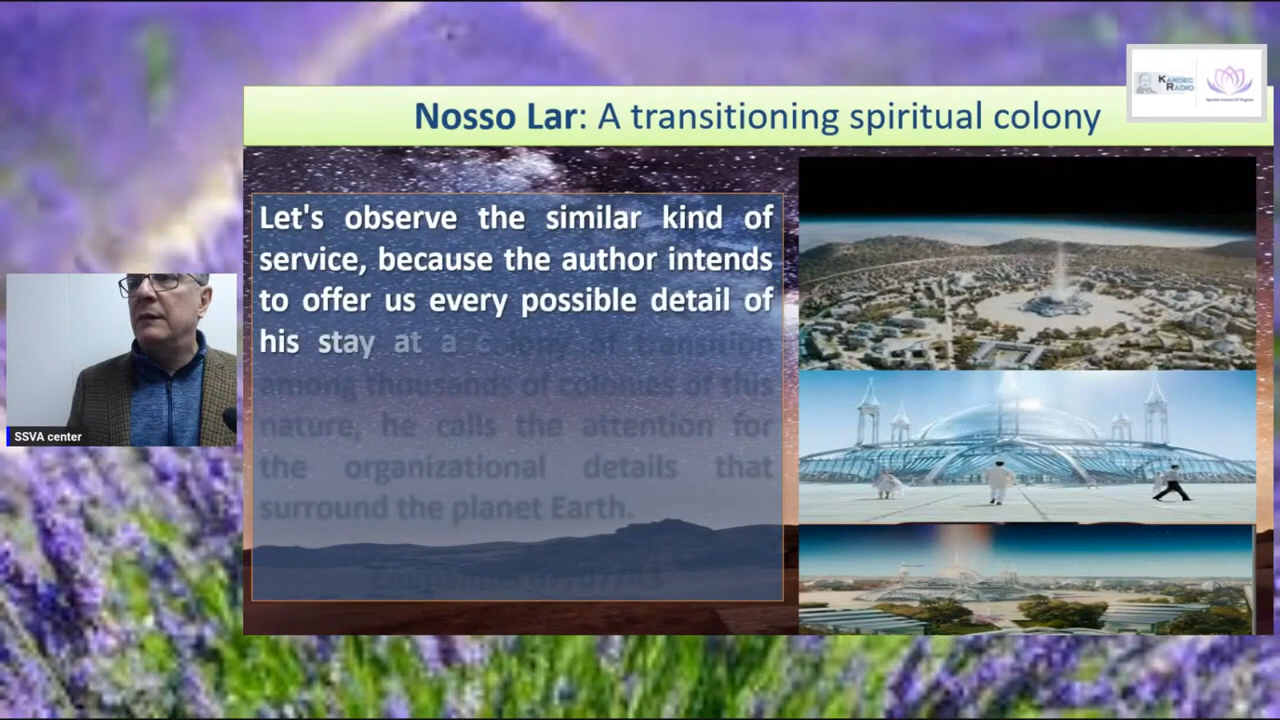 KARDEC
RADIO
Nosso Lar: A transitioning spiritual colony
Let's observe the similar kind of
service, because the author intends
to offer us every possible detail of
his stay at a colony of transition
among thousands of colonies of this
nature, he calls the attention for
the organizational details that
surround the planet Earth.
SSVA center